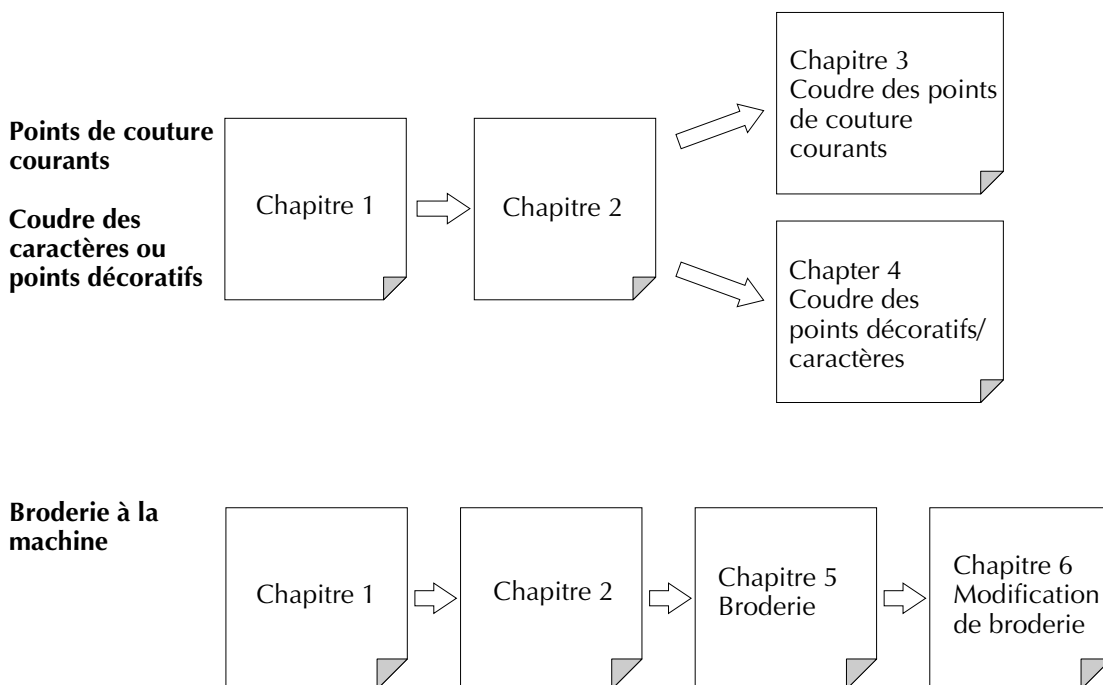 Points de couture
courants
Coudre des
caractères ou
points décoratifs
Chapitre 1
Chapitre 2
Chapitre 3
Coudre des points
de couture
courants
Chapter 4
Coudre des
points décoratifs/
caractères
Broderie à la
machine
Chapitre 1
Chapitre 2
Chapitre 5
Broderie
Chapitre 6
Modification
de broderie